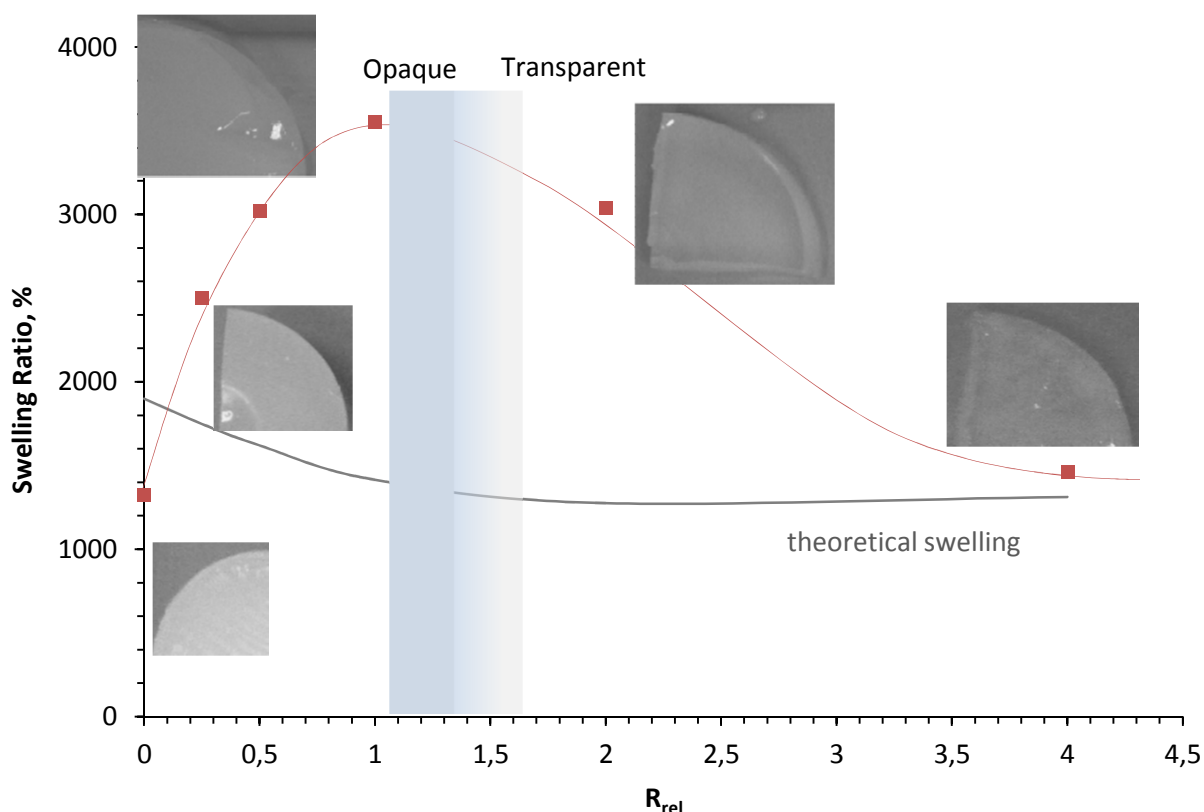 4000
Opaque
Transparent
3000
2000
1000
0
Swelling Ratio, %
theoretical swelling
0 0,5 1 1,5 2 2,5 3 3,5 4 4,5
R_rel